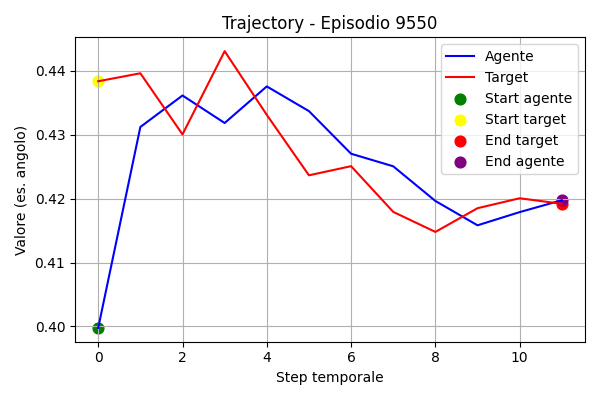 Trajectory - Episodio 9550
Valore (es. angolo)
0.44
0.43
0.42
0.41
0.40
Agente
Target
Start agente
Start target
End target
End agente
0 2 4 6 8 10
Step temporale